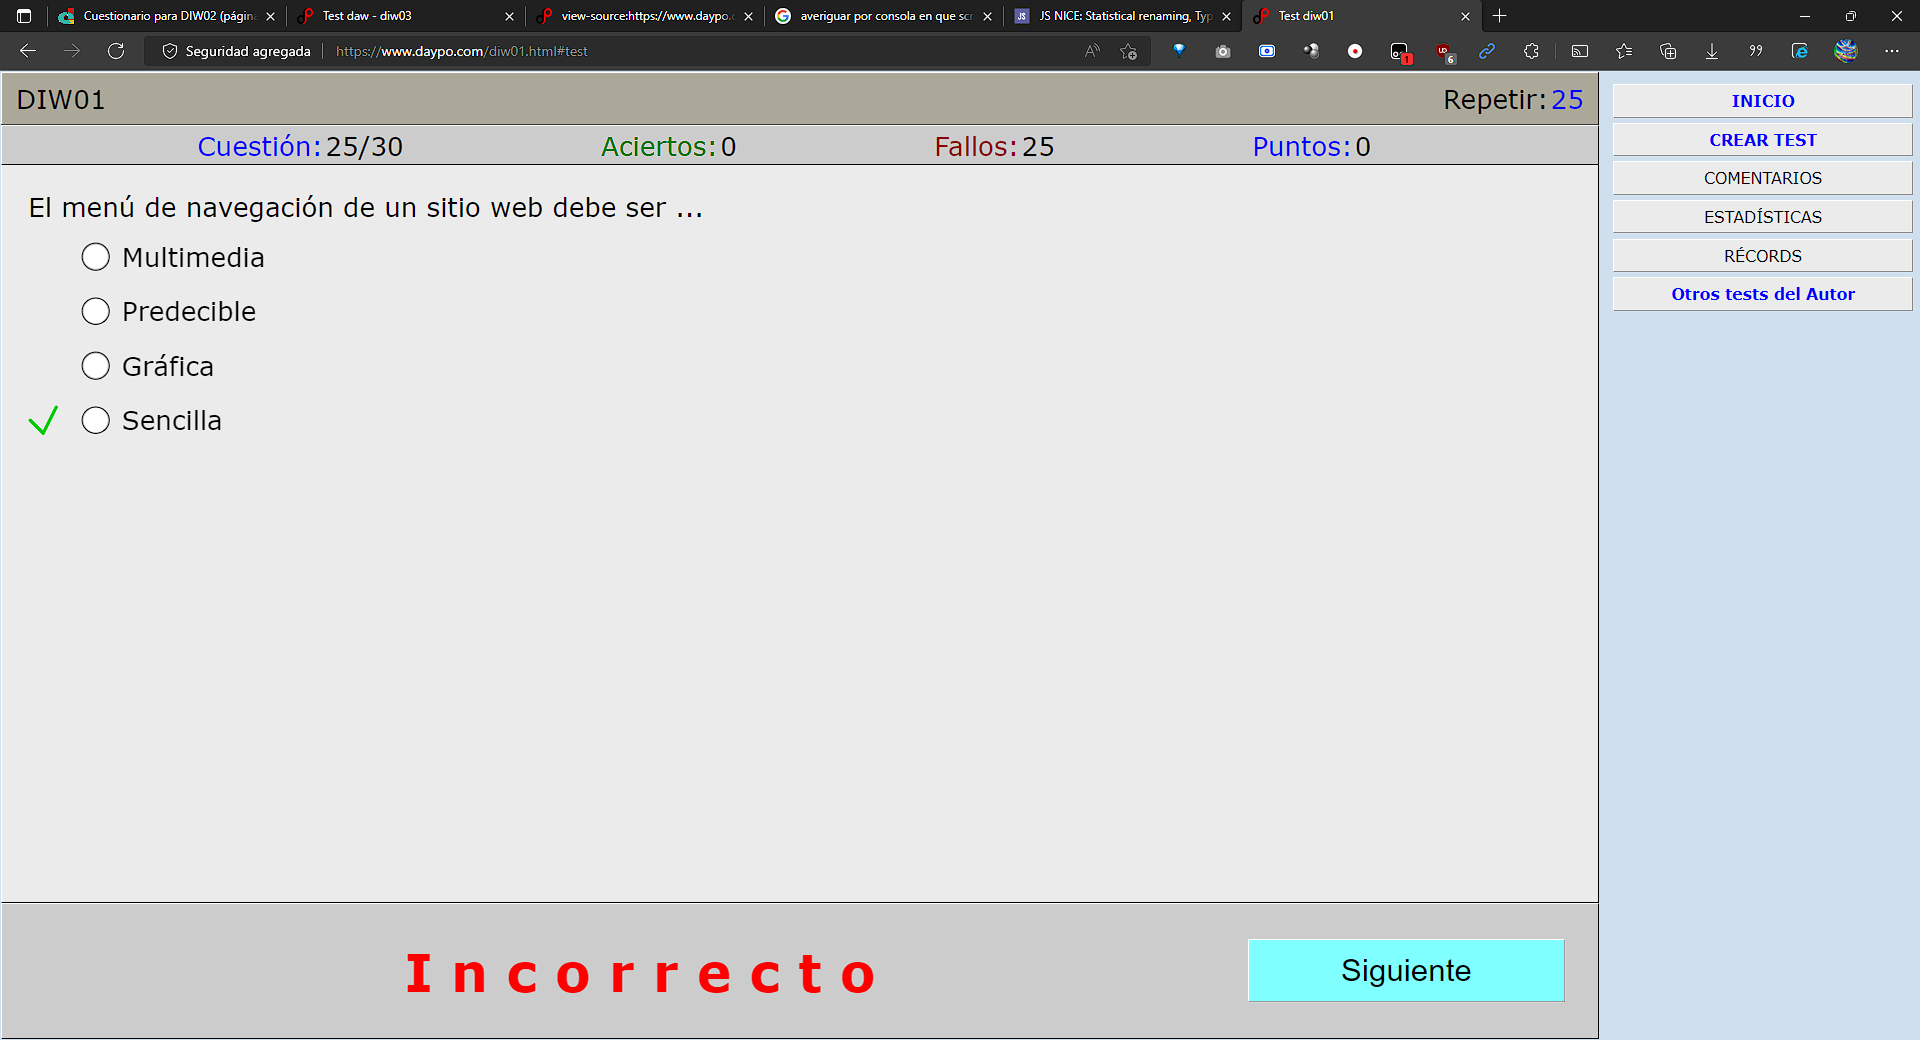 Cuestionario para DIW02 (págin
Test daw - diw03
view-source:https://www.daypo.c
averiguar por consola en que scr
JS NICE: Statistical renaming, Typ
Test diw01
Seguridad agregada
https://www.daypo.com/diw01.html#test
DIW01
Repetir:25
Cuestión:25/30
Aciertos:0
Fallos:25
Puntos:0
El menú de navegación de un sitio web debe ser ...
Multimedia
Predecible
Gráfica
Sencilla
Incorrecto
Siguiente
INICIO
CREAR TEST
COMENTARIOS
ESTADÍSTICAS
RÉCORDS
Otros tests del Autor